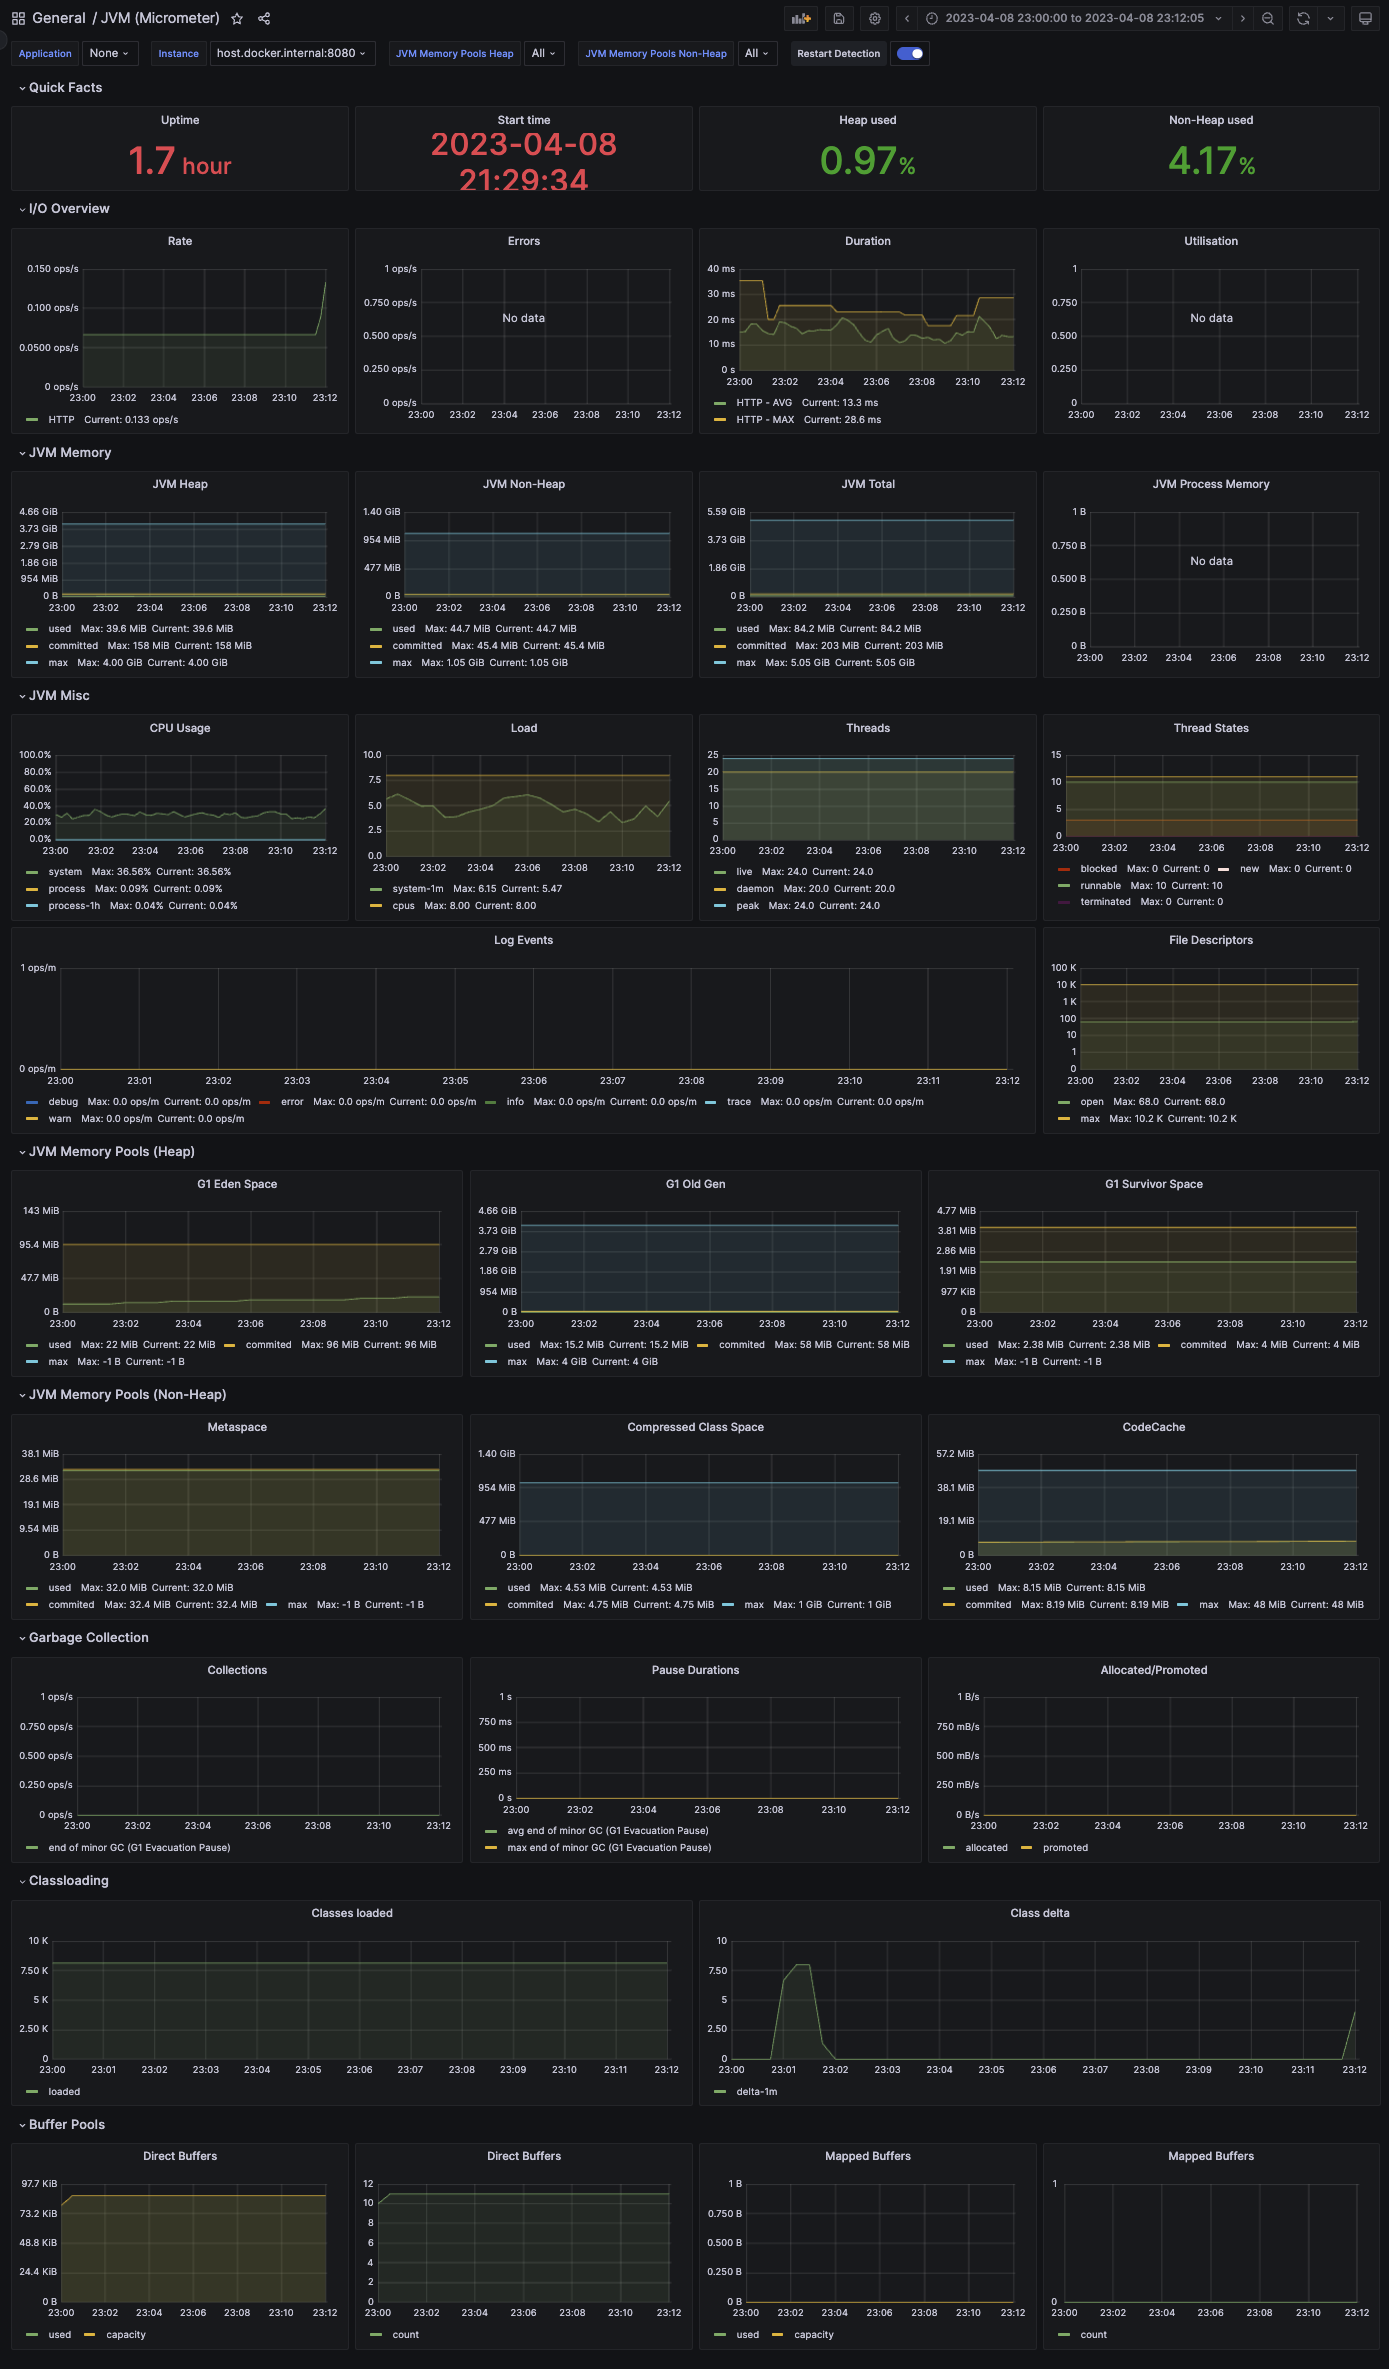 General / JVM (Micrometer)
2023-04-08 23:00:00 to 2023-04-08 23:12:05
Application None Instance host.docker.internal:8080 JVM Memory Pools Heap All JVM Memory Pools Non-Heap All Restart Detection
Quick Facts
Uptime
1.7 hour
Start time
2023-04-08
21:29:34
Heap used
0.97%
Non-Heap used
4.17%
I/O Overview
Rate
0.150 ops/s
0.100 ops/s
0.0500 ops/s
0 ops/s
23:00 23:02 23:04 23:06 23:08 23:10 23:12
HTTP Current: 0.133 ops/s
Errors
1 ops/s
0.750 ops/s
0.500 ops/s
0.250 ops/s
0 ops/s
No data
23:00 23:02 23:04 23:06 23:08 23:10 23:12
Duration
40 ms
30 ms
20 ms
10 ms
0 s
23:00 23:02 23:04 23:06 23:08 23:10 23:12
HTTP - AVG Current: 13.3 ms
HTTP - MAX Current: 28.6 ms
Utilisation
1
0.750
0.500
0.250
0
No data
23:00 23:02 23:04 23:06 23:08 23:10 23:12
JVM Memory
JVM Heap
4.66 GiB
3.73 GiB
2.79 GiB
1.86 GiB
954 MiB
0 B
23:00 23:02 23:04 23:06 23:08 23:10 23:12
used Max: 39.6 MiB Current: 39.6 MiB
committed Max: 158 MiB Current: 158 MiB
max Max: 4.00 GiB Current: 4.00 GiB
JVM Non-Heap
1.40 GiB
954 MiB
477 MiB
0 B
23:00 23:02 23:04 23:06 23:08 23:10 23:12
used Max: 44.7 MiB Current: 44.7 MiB
committed Max: 45.4 MiB Current: 45.4 MiB
max Max: 1.05 GiB Current: 1.05 GiB
JVM Total
5.59 GiB
3.73 GiB
1.86 GiB
0 B
23:00 23:02 23:04 23:06 23:08 23:10 23:12
used Max: 84.2 MiB Current: 84.2 MiB
committed Max: 203 MiB Current: 203 MiB
max Max: 5.05 GiB Current: 5.05 GiB
JVM Process Memory
1 B
0.750 B
0.500 B
0.250 B
0 B
No data
23:00 23:02 23:04 23:06 23:08 23:10 23:12
JVM Misc
CPU Usage
100.0%
80.0%
60.0%
40.0%
20.0%
0.0%
23:00 23:02 23:04 23:06 23:08 23:10 23:12
system Max: 36.56% Current: 36.56%
process Max: 0.09% Current: 0.09%
process-1h Max: 0.04% Current: 0.04%
Load
10.0
7.5
5.0
2.5
0.0
23:00 23:02 23:04 23:06 23:08 23:10 23:12
system-1m Max: 6.15 Current: 5.47
cpus Max: 8.00 Current: 8.00
Threads
25
20
15
10
5
0
23:00 23:02 23:04 23:06 23:08 23:10 23:12
live Max: 24.0 Current: 24.0
daemon Max: 20.0 Current: 20.0
peak Max: 24.0 Current: 24.0
Thread States
15
10
5
0
23:00 23:02 23:04 23:06 23:08 23:10 23:12
blocked Max: 0 Current: 0 new Max: 0 Current: 0
runnable Max: 10 Current: 10
terminated Max: 0 Current: 0
Log Events
1 ops/m
0 ops/m
23:00 23:01 23:02 23:03 23:04 23:05 23:06 23:07 23:08 23:09 23:10 23:11 23:12
debug Max: 0.0 ops/m Current: 0.0 ops/m error Max: 0.0 ops/m Current: 0.0 ops/m info Max: 0.0 ops/m Current: 0.0 ops/m trace Max: 0.0 ops/m Current: 0.0 ops/m
warn Max: 0.0 ops/m Current: 0.0 ops/m
File Descriptors
100 K
10 K
1 K
100
10
1
0
23:00 23:02 23:04 23:06 23:08 23:10 23:12
open Max: 68.0 Current: 68.0
max Max: 10.2 K Current: 10.2 K
JVM Memory Pools (Heap)
G1 Eden Space
143 MiB
95.4 MiB
47.7 MiB
0 B
23:00 23:02 23:04 23:06 23:08 23:10 23:12
used Max: 22 MiB Current: 22 MiB commited Max: 96 MiB Current: 96 MiB
max Max: -1 B Current: -1 B
G1 Old Gen
4.66 GiB
3.73 GiB
2.79 GiB
1.86 GiB
954 MiB
0 B
23:00 23:02 23:04 23:06 23:08 23:10 23:12
used Max: 15.2 MiB Current: 15.2 MiB commited Max: 58 MiB Current: 58 MiB
max Max: 4 GiB Current: 4 GiB
G1 Survivor Space
4.77 MiB
3.81 MiB
2.86 MiB
1.91 MiB
977 KiB
0 B
23:00 23:02 23:04 23:06 23:08 23:10 23:12
used Max: 2.38 MiB Current: 2.38 MiB commited Max: 4 MiB Current: 4 MiB
max Max: -1 B Current: -1 B
JVM Memory Pools (Non-Heap)
Metaspace
38.1 MiB
28.6 MiB
19.1 MiB
9.54 MiB
0 B
23:00 23:02 23:04 23:06 23:08 23:10 23:12
used Max: 32.0 MiB Current: 32.0 MiB
commited Max: 32.4 MiB Current: 32.4 MiB max Max: -1 B Current: -1 B
Compressed Class Space
1.40 GiB
954 MiB
477 MiB
0 B
23:00 23:02 23:04 23:06 23:08 23:10 23:12
used Max: 4.53 MiB Current: 4.53 MiB
commited Max: 4.75 MiB Current: 4.75 MiB max Max: 1 GiB Current: 1 GiB
CodeCache
57.2 MiB
38.1 MiB
19.1 MiB
0 B
23:00 23:02 23:04 23:06 23:08 23:10 23:12
used Max: 8.15 MiB Current: 8.15 MiB
commited Max: 8.19 MiB Current: 8.19 MiB max Max: 48 MiB Current: 48 MiB
Garbage Collection
Collections
1 ops/s
0.750 ops/s
0.500 ops/s
0.250 ops/s
0 ops/s
23:00 23:02 23:04 23:06 23:08 23:10 23:12
end of minor GC (G1 Evacuation Pause)
Pause Durations
1 s
750 ms
500 ms
250 ms
0 s
23:00 23:02 23:04 23:06 23:08 23:10 23:12
avg end of minor GC (G1 Evacuation Pause)
max end of minor GC (G1 Evacuation Pause)
Allocated/Promoted
1 B/s
750 mB/s
500 mB/s
250 mB/s
0 B/s
23:00 23:02 23:04 23:06 23:08 23:10 23:12
allocated promoted
Classloading
Classes loaded
10 K
7.50 K
5 K
2.50 K
0
23:00 23:01 23:02 23:03 23:04 23:05 23:06 23:07 23:08 23:09 23:10 23:11 23:12
loaded
Class delta
10
7.50
5
2.50
0
23:00 23:01 23:02 23:03 23:04 23:05 23:06 23:07 23:08 23:09 23:10 23:11 23:12
delta-1m
Buffer Pools
Direct Buffers
97.7 KiB
73.2 KiB
48.8 KiB
24.4 KiB
0 B
23:00 23:02 23:04 23:06 23:08 23:10 23:12
used capacity
Direct Buffers
12
10
8
6
4
2
0
23:00 23:02 23:04 23:06 23:08 23:10 23:12
count
Mapped Buffers
1 B
0.750 B
0.500 B
0.250 B
0 B
23:00 23:02 23:04 23:06 23:08 23:10 23:12
used capacity
Mapped Buffers
1
0
23:00 23:02 23:04 23:06 23:08 23:10 23:12
count